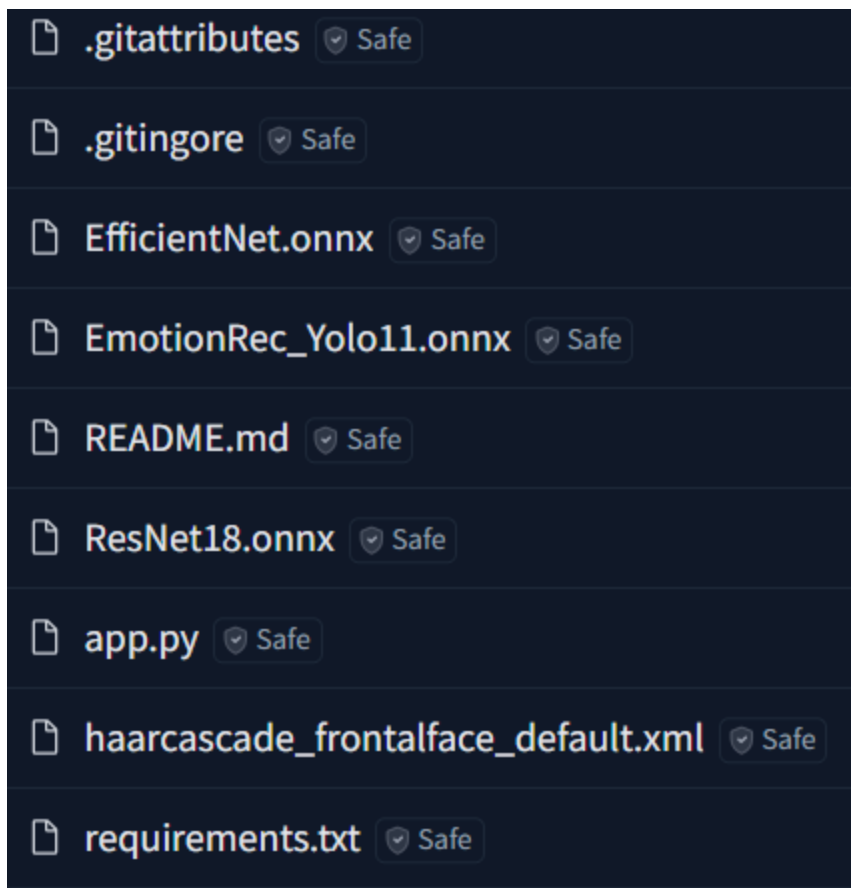 .gitattributes Safe
.gitingore Safe
EfficientNet.onnx Safe
EmotionRec_Yolo11.onnx Safe
README.md Safe
ResNet18.onnx Safe
app.py Safe
haarcascade_frontalface_default.xml Safe
requirements.txt Safe